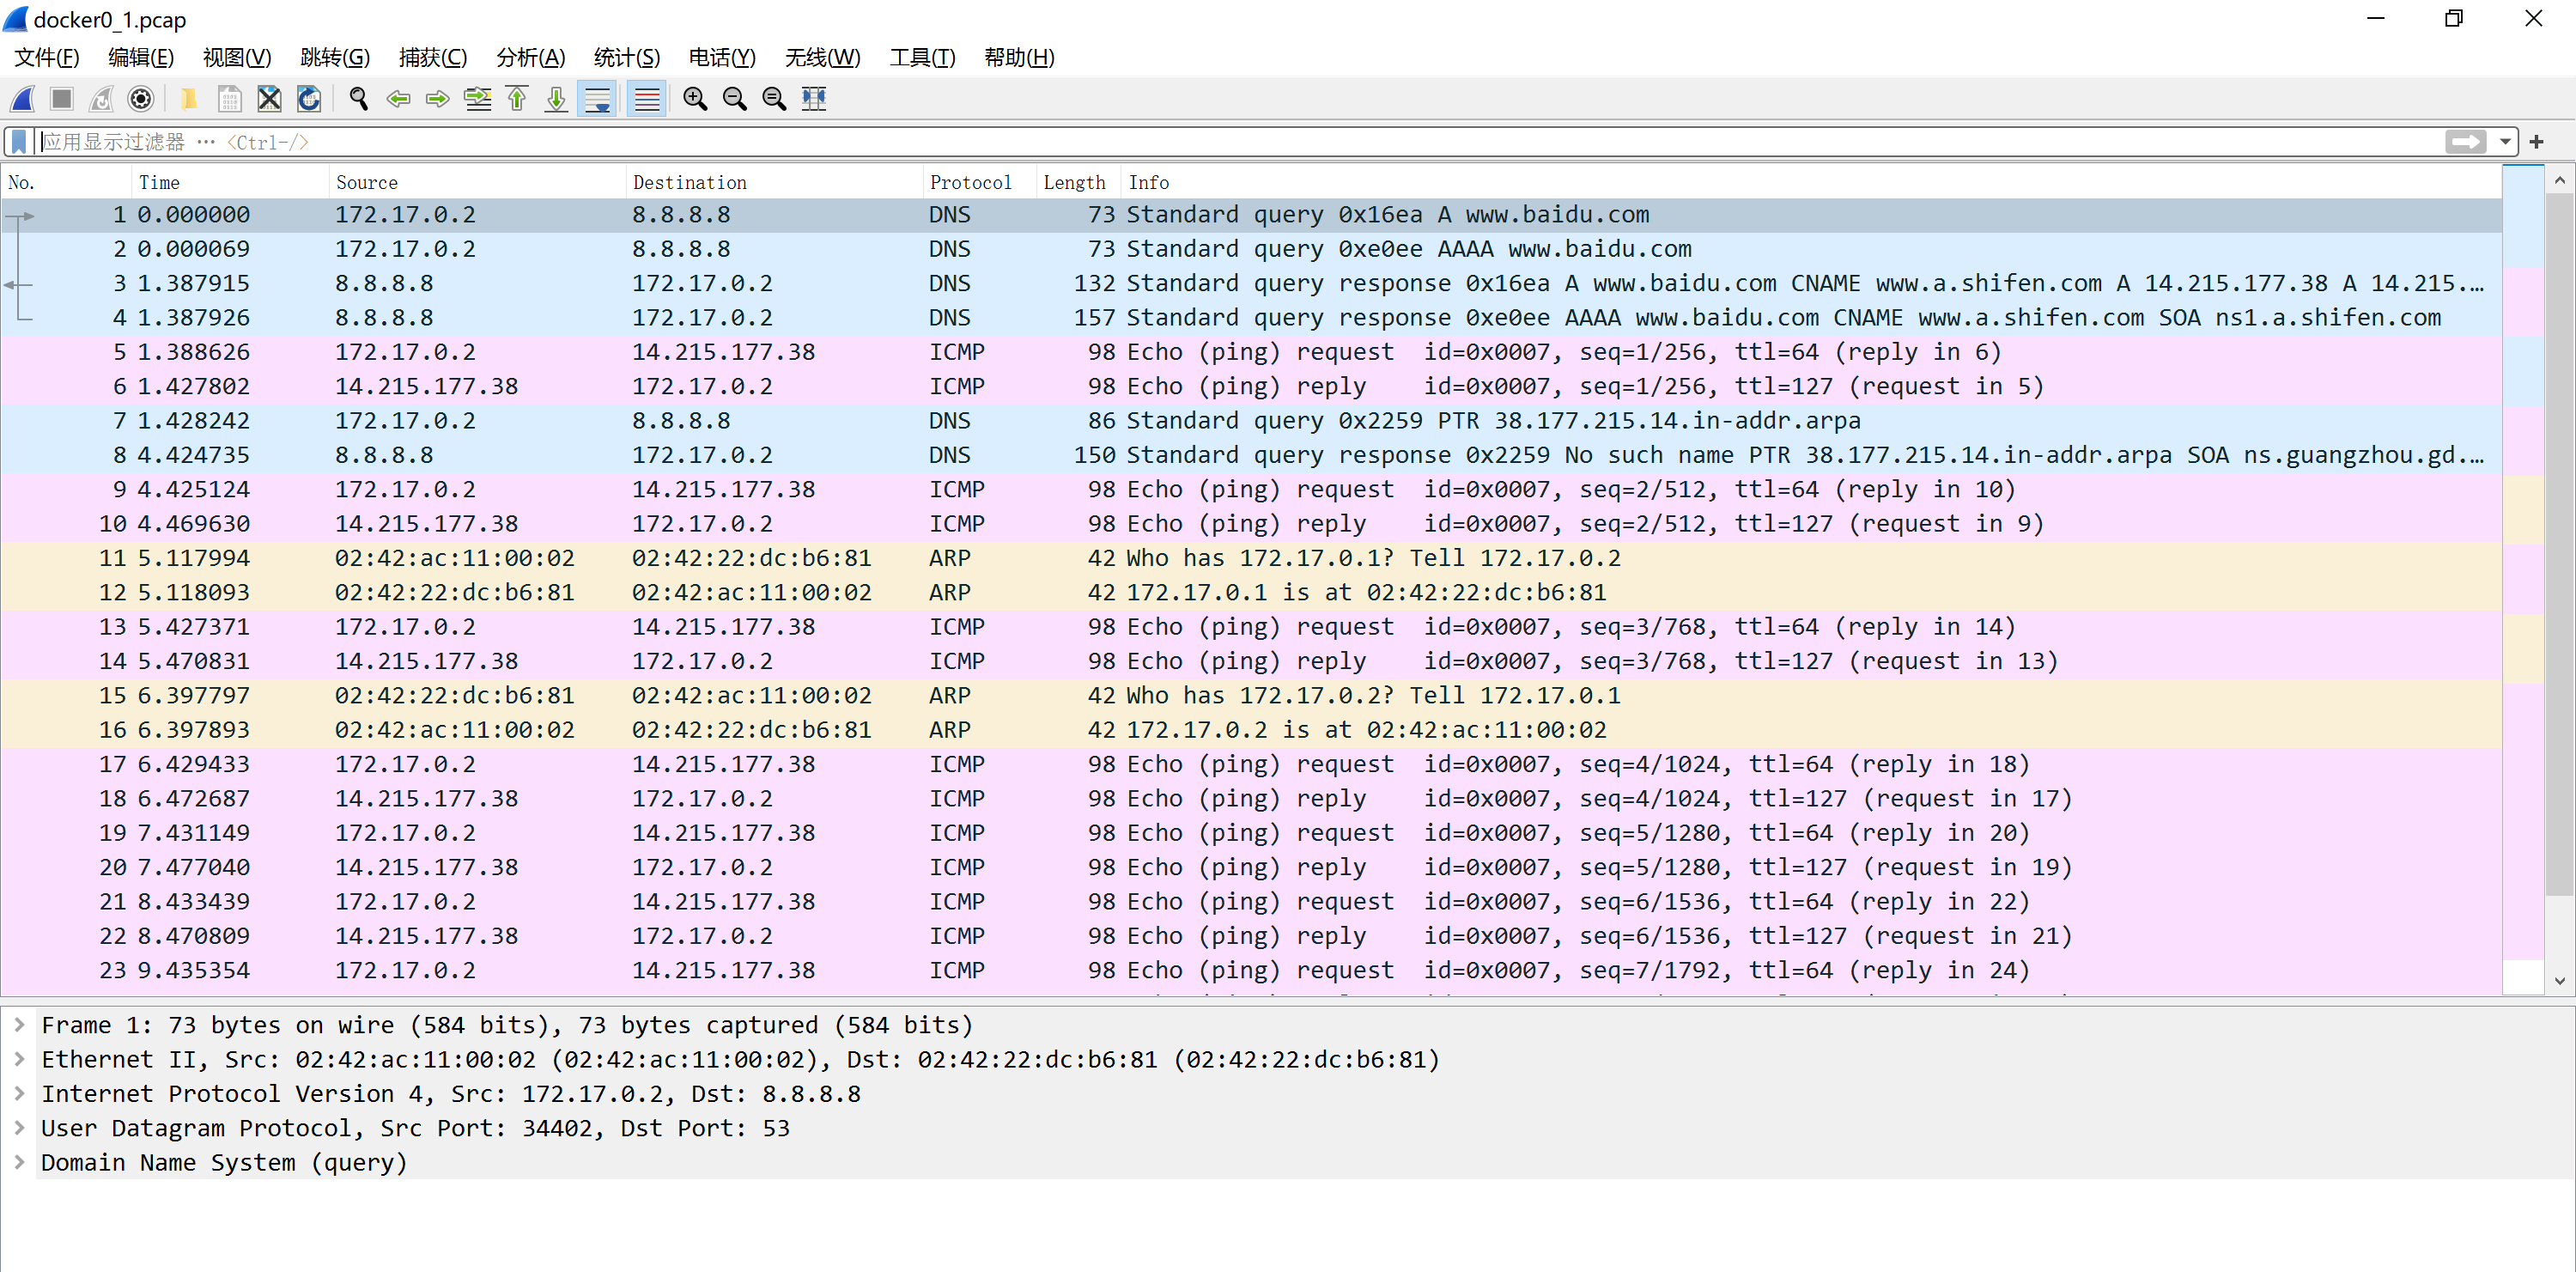 docker0_1.pcap
文件(F) 编辑(E) 视图(V) 跳转(G) 捕获(C) 分析(A) 统计(S) 电话(Y) 无线(W) 工具(T) 帮助(H)
应用显示过滤器 … <Ctrl-/>
No. Time Source Destination Protocol Length Info
1 0.000000 172.17.0.2 8.8.8.8 DNS 73 Standard query 0x16ea A www.baidu.com
2 0.000069 172.17.0.2 8.8.8.8 DNS 73 Standard query 0xe0ee AAAA www.baidu.com
3 1.387915 8.8.8.8 172.17.0.2 DNS 132 Standard query response 0x16ea A www.baidu.com CNAME www.a.shifen.com A 14.215.177.38 A 14.215.…
4 1.387926 8.8.8.8 172.17.0.2 DNS 157 Standard query response 0xe0ee AAAA www.baidu.com CNAME www.a.shifen.com SOA ns1.a.shifen.com
5 1.388626 172.17.0.2 14.215.177.38 ICMP 98 Echo (ping) request id=0x0007, seq=1/256, ttl=64 (reply in 6)
6 1.427802 14.215.177.38 172.17.0.2 ICMP 98 Echo (ping) reply id=0x0007, seq=1/256, ttl=127 (request in 5)
7 1.428242 172.17.0.2 8.8.8.8 DNS 86 Standard query 0x2259 PTR 38.177.215.14.in-addr.arpa
8 4.424735 8.8.8.8 172.17.0.2 DNS 150 Standard query response 0x2259 No such name PTR 38.177.215.14.in-addr.arpa SOA ns.guangzhou.gd.…
9 4.425124 172.17.0.2 14.215.177.38 ICMP 98 Echo (ping) request id=0x0007, seq=2/512, ttl=64 (reply in 10)
10 4.469630 14.215.177.38 172.17.0.2 ICMP 98 Echo (ping) reply id=0x0007, seq=2/512, ttl=127 (request in 9)
11 5.117994 02:42:ac:11:00:02 02:42:22:dc:b6:81 ARP 42 Who has 172.17.0.1? Tell 172.17.0.2
12 5.118093 02:42:22:dc:b6:81 02:42:ac:11:00:02 ARP 42 172.17.0.1 is at 02:42:22:dc:b6:81
13 5.427371 172.17.0.2 14.215.177.38 ICMP 98 Echo (ping) request id=0x0007, seq=3/768, ttl=64 (reply in 14)
14 5.470831 14.215.177.38 172.17.0.2 ICMP 98 Echo (ping) reply id=0x0007, seq=3/768, ttl=127 (request in 13)
15 6.397797 02:42:22:dc:b6:81 02:42:ac:11:00:02 ARP 42 Who has 172.17.0.2? Tell 172.17.0.1
16 6.397893 02:42:ac:11:00:02 02:42:22:dc:b6:81 ARP 42 172.17.0.2 is at 02:42:ac:11:00:02
17 6.429433 172.17.0.2 14.215.177.38 ICMP 98 Echo (ping) request id=0x0007, seq=4/1024, ttl=64 (reply in 18)
18 6.472687 14.215.177.38 172.17.0.2 ICMP 98 Echo (ping) reply id=0x0007, seq=4/1024, ttl=127 (request in 17)
19 7.431149 172.17.0.2 14.215.177.38 ICMP 98 Echo (ping) request id=0x0007, seq=5/1280, ttl=64 (reply in 20)
20 7.477040 14.215.177.38 172.17.0.2 ICMP 98 Echo (ping) reply id=0x0007, seq=5/1280, ttl=127 (request in 19)
21 8.433439 172.17.0.2 14.215.177.38 ICMP 98 Echo (ping) request id=0x0007, seq=6/1536, ttl=64 (reply in 22)
22 8.470809 14.215.177.38 172.17.0.2 ICMP 98 Echo (ping) reply id=0x0007, seq=6/1536, ttl=127 (request in 21)
23 9.435354 172.17.0.2 14.215.177.38 ICMP 98 Echo (ping) request id=0x0007, seq=7/1792, ttl=64 (reply in 24)
Frame 1: 73 bytes on wire (584 bits), 73 bytes captured (584 bits)
Ethernet II, Src: 02:42:ac:11:00:02 (02:42:ac:11:00:02), Dst: 02:42:22:dc:b6:81 (02:42:22:dc:b6:81)
Internet Protocol Version 4, Src: 172.17.0.2, Dst: 8.8.8.8
User Datagram Protocol, Src Port: 34402, Dst Port: 53
Domain Name System (query)